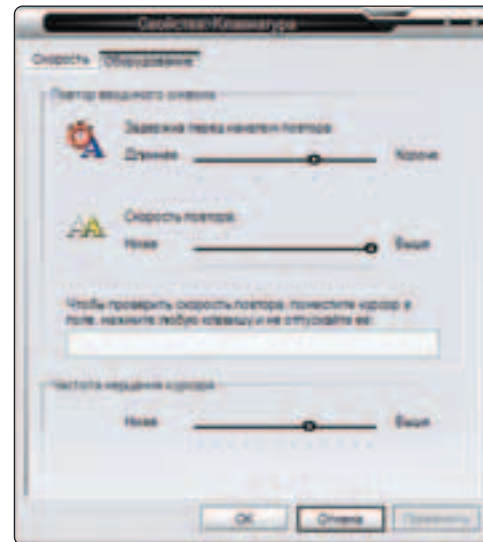 Свойства: Клавиатура
Скорость Оборудование
Повтор вводимого символа
Задержка перед началом повтора:
Длиннее Короче
Скорость повтора:
Ниже Выше
Чтобы проверить скорость повтора, поместите курсор в
поле, нажмите любую клавишу и не отпускайте ее:
Частота мерцания курсора
Ниже Выше
OK Отмена Применить